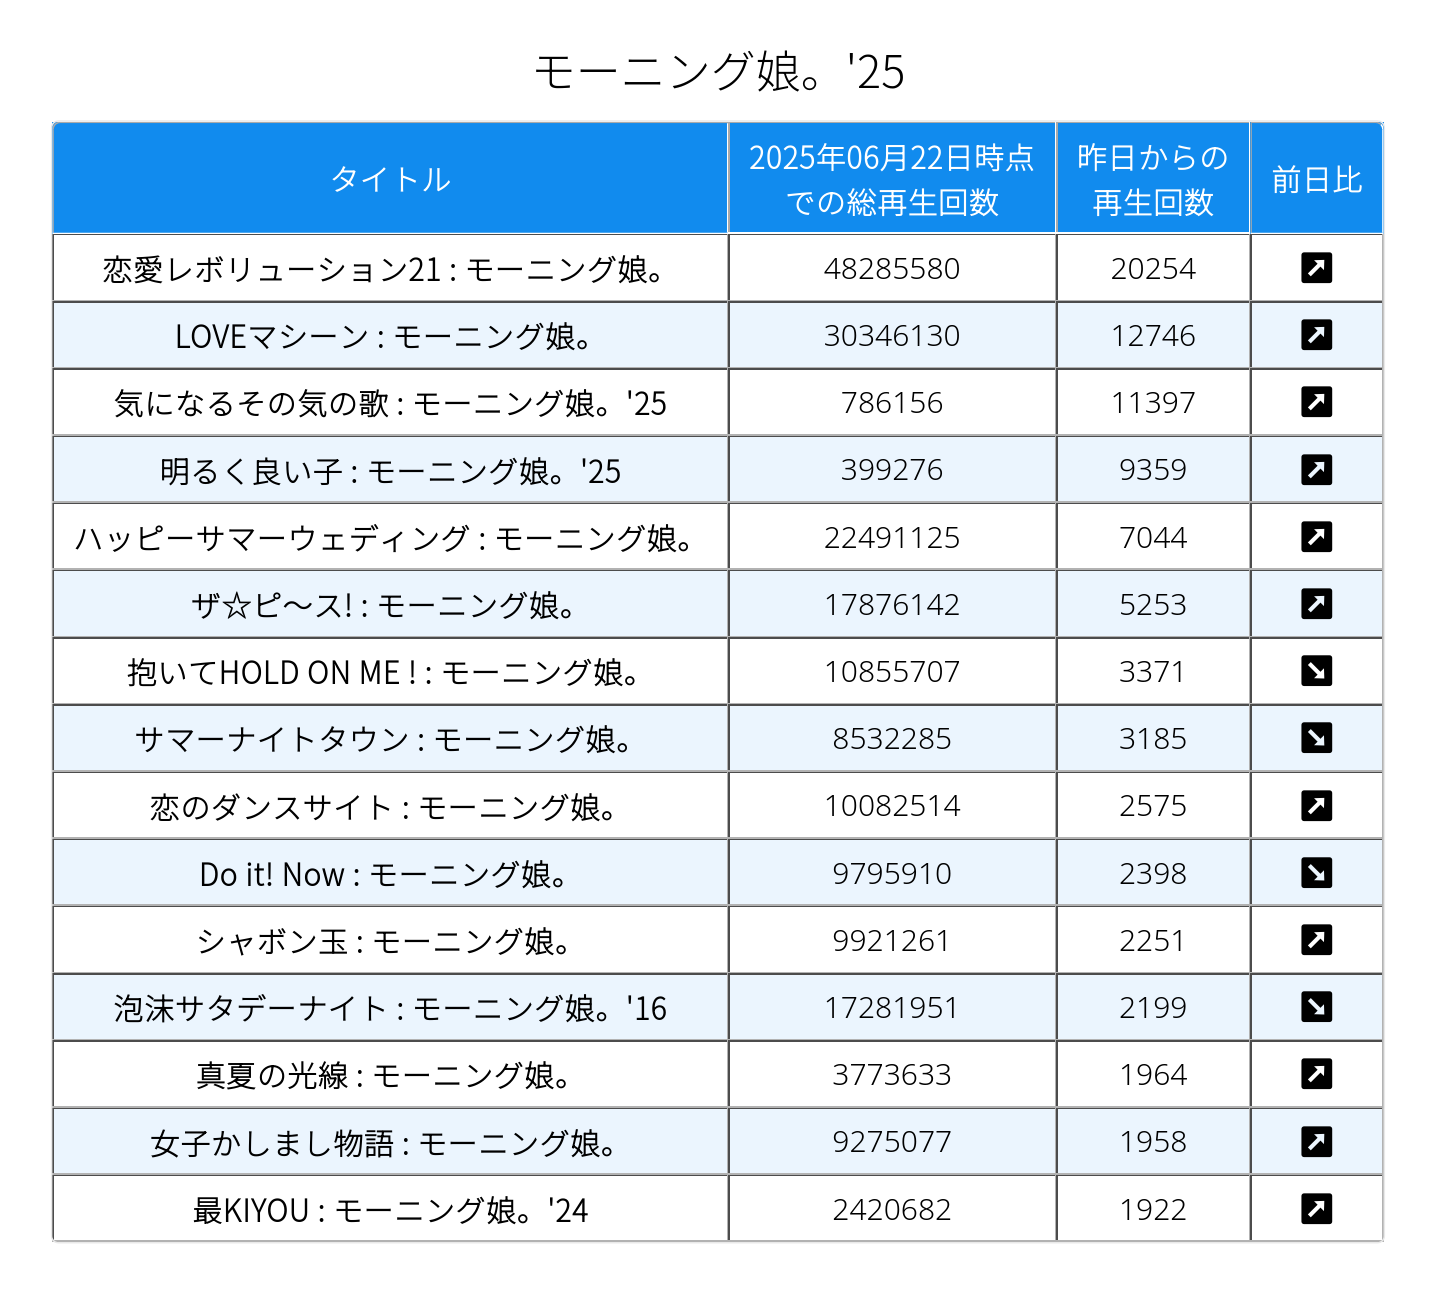 モーニング娘。'25
タイトル 2025年06月22日時点での総再生回数 昨日からの再生回数 前日比
恋愛レボリューション21 : モーニング娘。 48285580 20254 ↗
LOVEマシーン : モーニング娘。 30346130 12746 ↗
気になるその気の歌 : モーニング娘。'25 786156 11397 ↗
明るく良い子 : モーニング娘。'25 399276 9359 ↗
ハッピーサマーウェディング : モーニング娘。 22491125 7044 ↗
ザ☆ピ〜ス! : モーニング娘。 17876142 5253 ↗
抱いてHOLD ON ME ! : モーニング娘。 10855707 3371 ↘
サマーナイトタウン : モーニング娘。 8532285 3185 ↘
恋のダンスサイト : モーニング娘。 10082514 2575 ↗
Do it! Now : モーニング娘。 9795910 2398 ↘
シャボン玉 : モーニング娘。 9921261 2251 ↗
泡沫サタデーナイト : モーニング娘。'16 17281951 2199 ↘
真夏の光線 : モーニング娘。 3773633 1964 ↗
女子かしまし物語 : モーニング娘。 9275077 1958 ↗
最KIYOU : モーニング娘。'24 2420682 1922 ↗